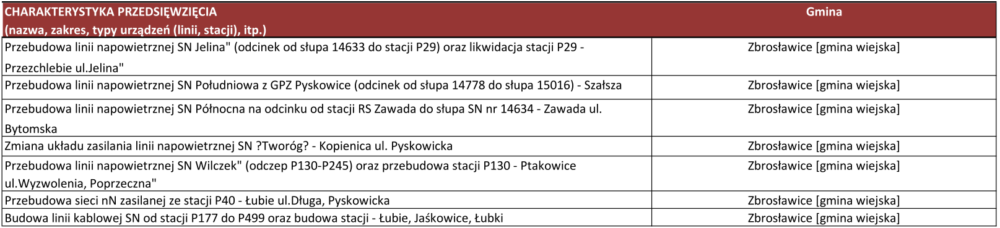 CHARAKTERYSTYKA PRZEDSIĘWZIĘCIA Gmina
(nazwa, zakres, typy urządzeń (linii, stacji), itp.)
Przebudowa linii napowietrznej SN Jelina" (odcinek od słupa 14633 do stacji P29) oraz likwidacja stacji P29 - Zbrosławice [gmina wiejska]
Przezchlebie ul.Jelina"
Przebudowa linii napowietrznej SN Południowa z GPZ Pyskowice (odcinek od słupa 14778 do słupa 15016) - Szałsza Zbrosławice [gmina wiejska]
Przebudowa linii napowietrznej SN Północna na odcinku od stacji RS Zawada do słupa SN nr 14634 - Zawada ul. Zbrosławice [gmina wiejska]
Bytomska
Zmiana układu zasilania linii napowietrznej SN ?Tworóg? - Kopienica ul. Pyskowicka Zbrosławice [gmina wiejska]
Przebudowa linii napowietrznej SN Wilczek" (odczep P130-P245) oraz przebudowa stacji P130 - Ptakowice Zbrosławice [gmina wiejska]
ul.Wyzwolenia, Poprzeczna"
Przebudowa sieci nN zasilanej ze stacji P40 - Łubie ul.Długa, Pyskowicka Zbrosławice [gmina wiejska]
Budowa linii kablowej SN od stacji P177 do P499 oraz budowa stacji - Łubie, Jaśkowice, Łubki Zbrosławice [gmina wiejska]